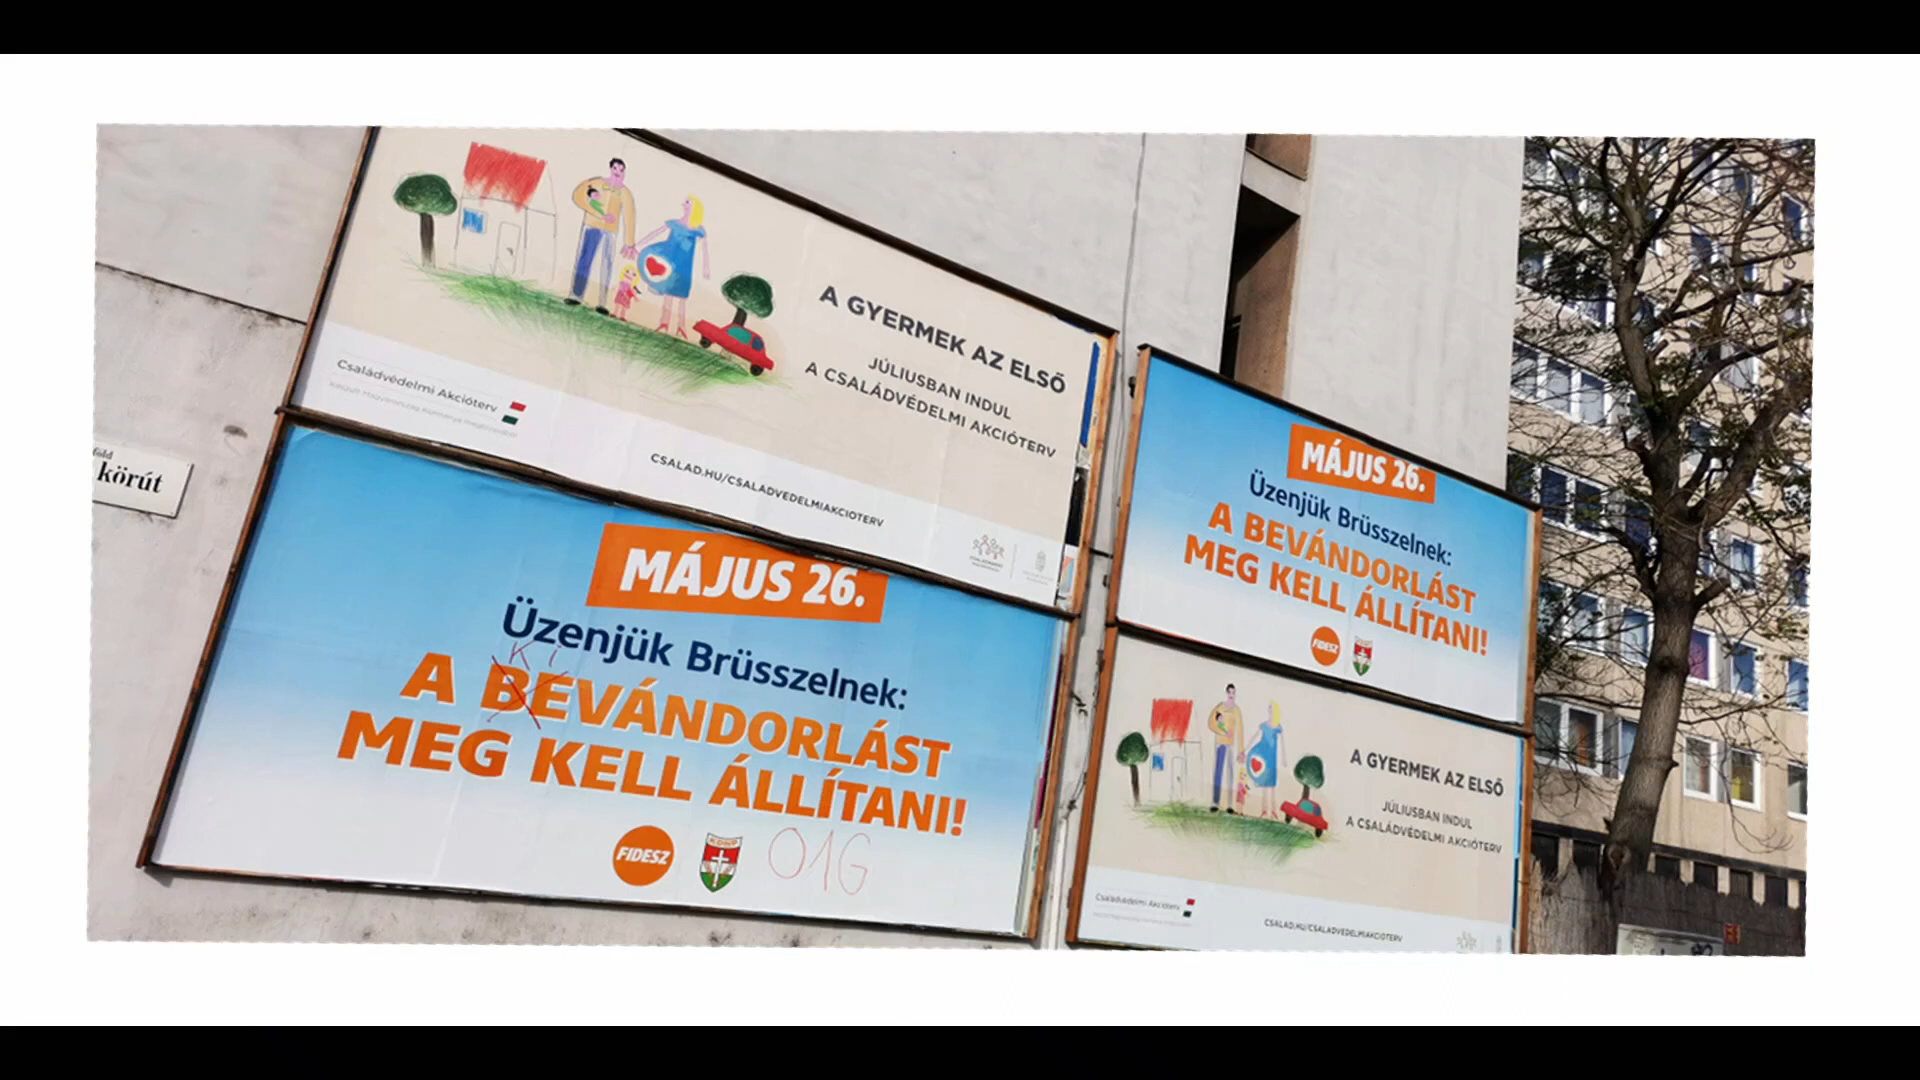 A GYERMEK AZ ELSŐ
JÚLIUSBAN INDUL
A CSALÁDVÉDELMI AKCIÓTERV
Családvédelmi Akcióterv
CSALAD.HU/CSALADVEDELMIAKCIOTERV
körút
MÁJUS 26.
Üzenjük Brüsszelnek:
Ki
A BEVÁNDORLÁST
MEG KELL ÁLLÍTANI!
FIDESZ
KDNP
O1G
MÁJUS 26.
Üzenjük Brüsszelnek:
A BEVÁNDORLÁST
MEG KELL ÁLLÍTANI!
FIDESZ
A GYERMEK AZ ELSŐ
JÚLIUSBAN INDUL
A CSALÁDVÉDELMI AKCIÓTERV
Családvédelmi Akcióterv
CSALAD.HU/CSALADVEDELMIAKCIOTERV